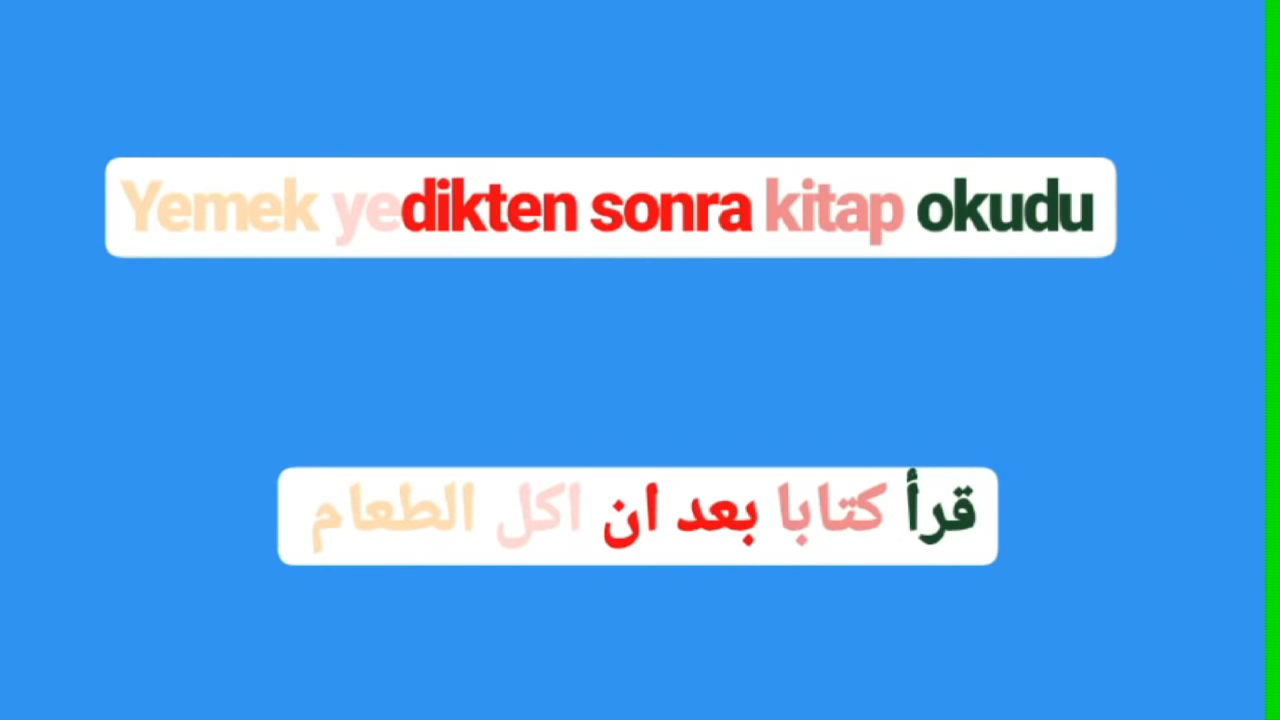 Yemek yedikten sonra kitap okudu
قرأ كتابا بعد ان اكل الطعام